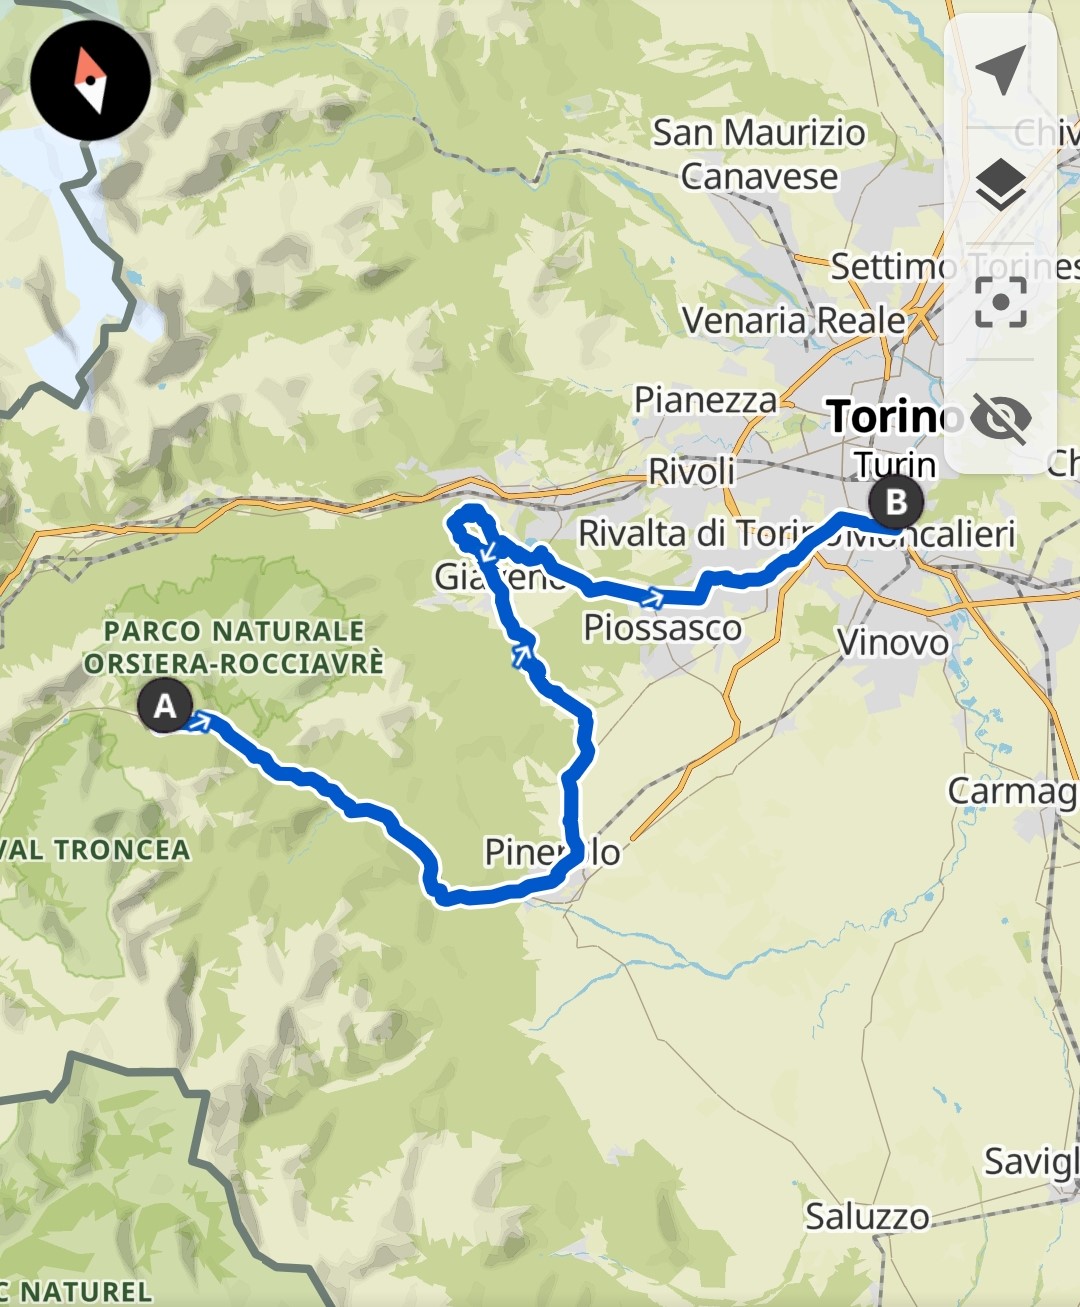 San Maurizio
Canavese
Chiv
Settimo Torines
Venaria Reale
Pianezza
Torino
Turin
Rivoli
Ch
B
Rivalta di Torino
Moncalieri
Giaveno
PARCO NATURALE
ORSIERA-ROCCIAVRÈ
Piossasco
Vinovo
A
Carmag
VAL TRONCEA
Pinerolo
Savigl
Saluzzo
C NATUREL